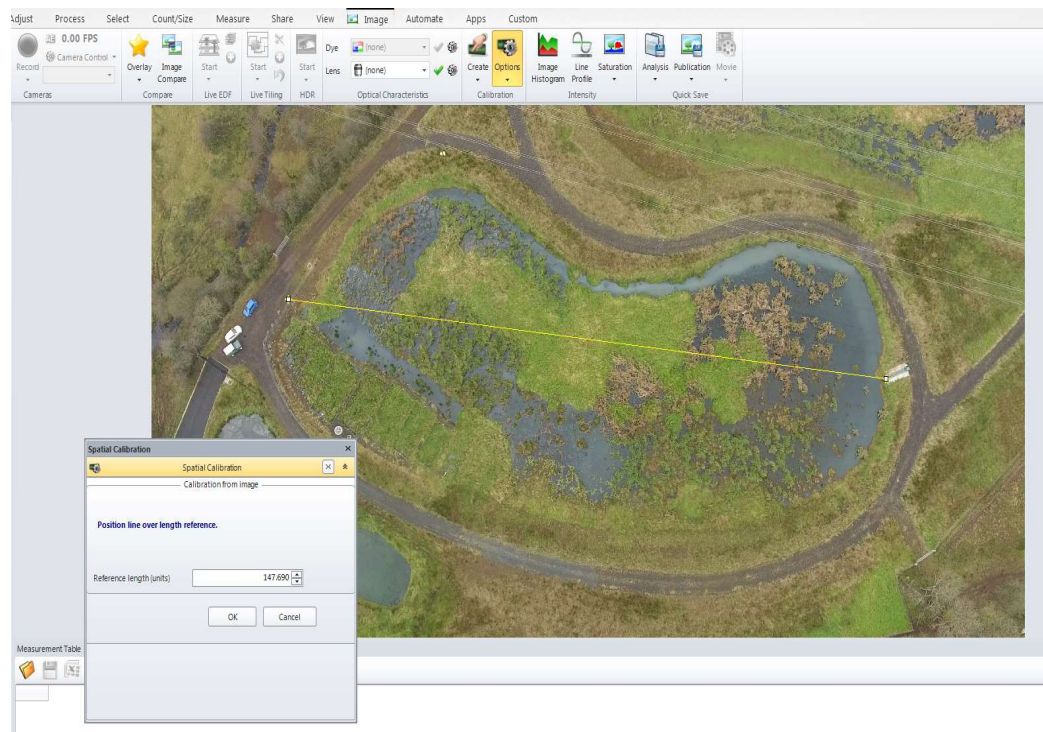 Adjust Process Select Count/Size Measure Share View Image Automate Apps Custom
0.00 FPS
Camera Control
Record
Overlay
Image
Compare
Start
Start
Start
Dye (none)
Lens (none)
Create
Options
Image
Histogram
Line
Profile
Saturation
Analysis
Publication
Movie
Cameras Compare Live EDF Live Tiling HDR Optical Characteristics Calibration Intensity Quick Save
Spatial Calibration
Spatial Calibration
Calibration from image
Position line over length reference.
Reference length (units) 147.690
OK Cancel
Measurement Table